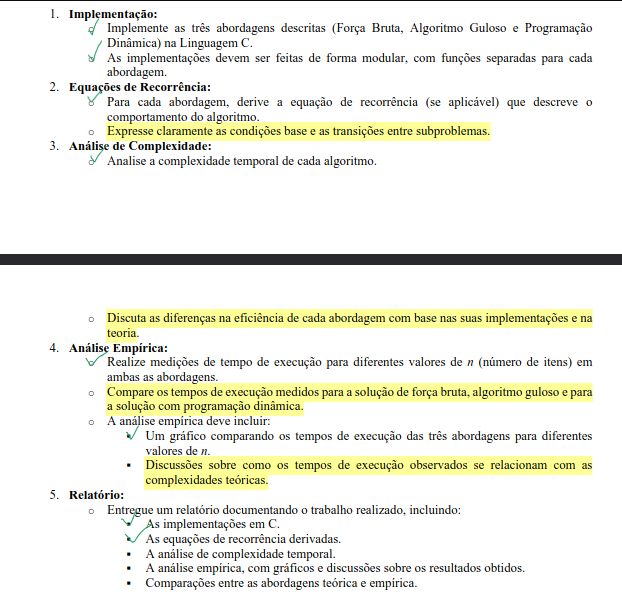 1. Implementação:
o Implemente as três abordagens descritas (Força Bruta, Algoritmo Guloso e Programação
Dinâmica) na Linguagem C.
o As implementações devem ser feitas de forma modular, com funções separadas para cada
abordagem.
2. Equações de Recorrência:
o Para cada abordagem, derive a equação de recorrência (se aplicável) que descreve o
comportamento do algoritmo.
o Expresse claramente as condições base e as transições entre subproblemas.
3. Análise de Complexidade:
o Analise a complexidade temporal de cada algoritmo.
o Discuta as diferenças na eficiência de cada abordagem com base nas suas implementações e na
teoria.
4. Análise Empírica:
o Realize medições de tempo de execução para diferentes valores de n (número de itens) em
ambas as abordagens.
o Compare os tempos de execução medidos para a solução de força bruta, algoritmo guloso e para
a solução com programação dinâmica.
o A análise empírica deve incluir:
▪ Um gráfico comparando os tempos de execução das três abordagens para diferentes
valores de n.
▪ Discussões sobre como os tempos de execução observados se relacionam com as
complexidades teóricas.
5. Relatório:
o Entregue um relatório documentando o trabalho realizado, incluindo:
▪ As implementações em C.
▪ As equações de recorrência derivadas.
▪ A análise de complexidade temporal.
▪ A análise empírica, com gráficos e discussões sobre os resultados obtidos.
▪ Comparações entre as abordagens teórica e empírica.